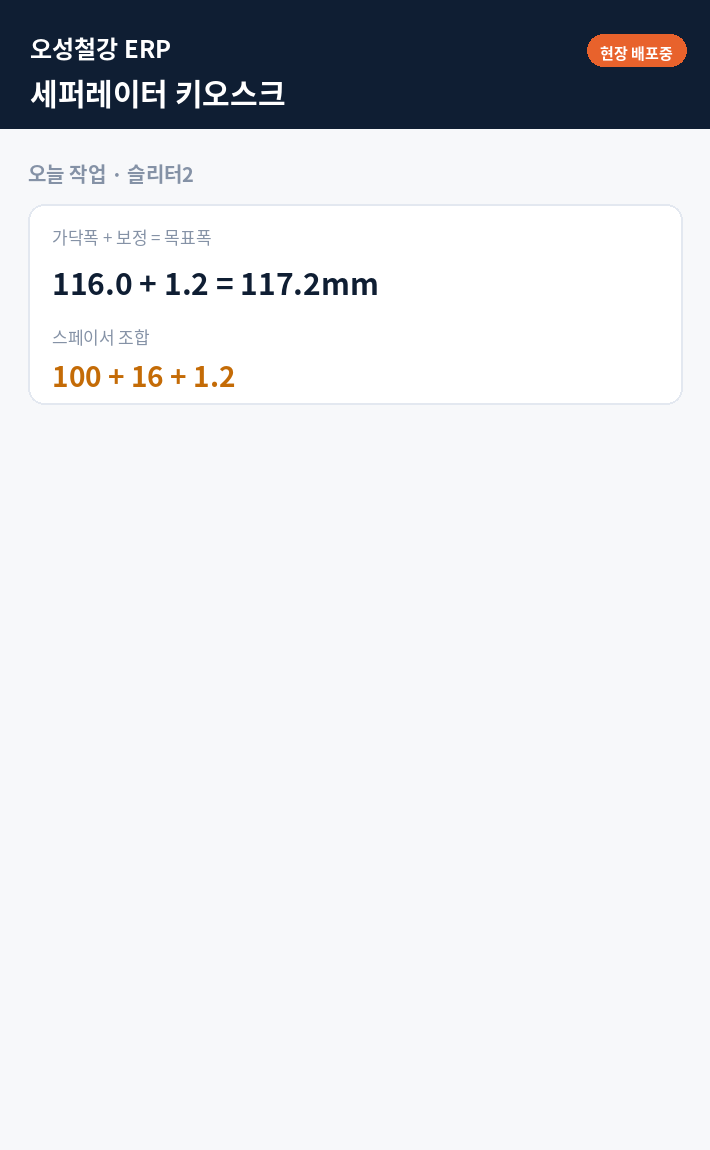 오성철강 ERP
현장 배포중
세퍼레이터 키오스크
오늘 작업 · 슬리터2
가닥폭 + 보정 = 목표폭
116.0 + 1.2 = 117.2mm
스페이서 조합
100 + 16 + 1.2